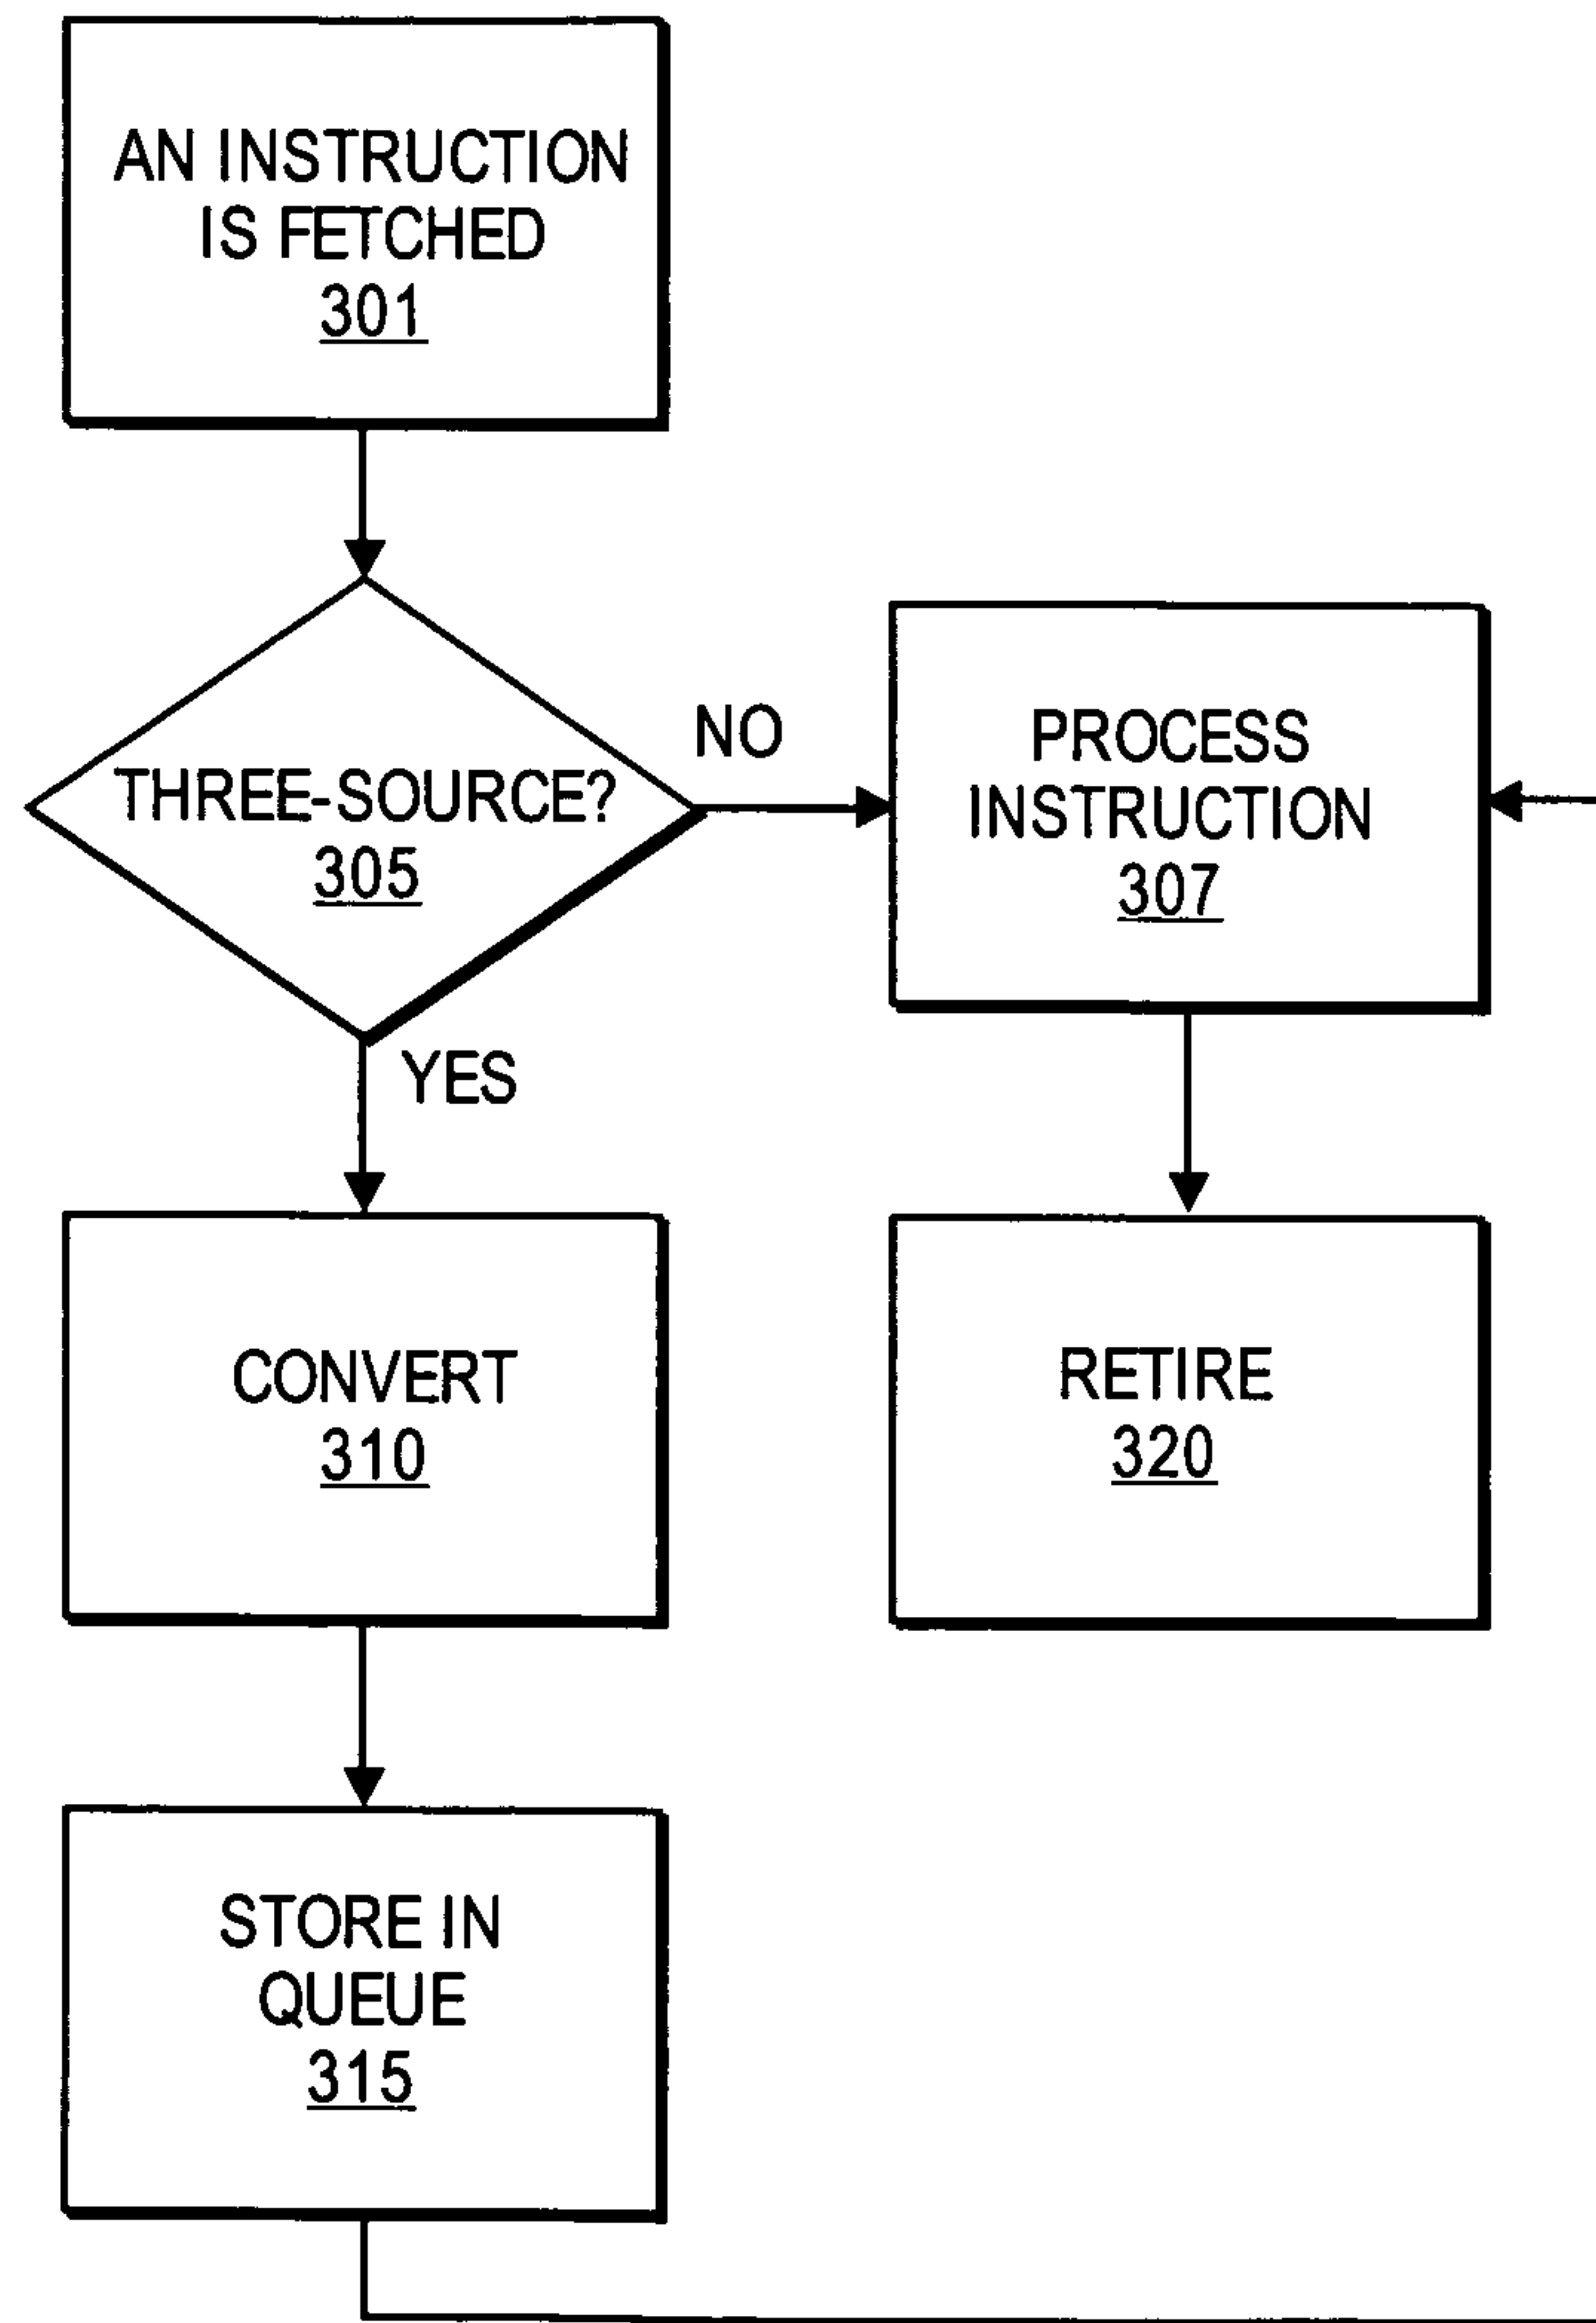 AN INSTRUCTION
IS FETCHED
301
THREE-SOURCE?
305
NO
PROCESS
INSTRUCTION
307
YES
CONVERT
310
RETIRE
320
STORE IN
QUEUE
315